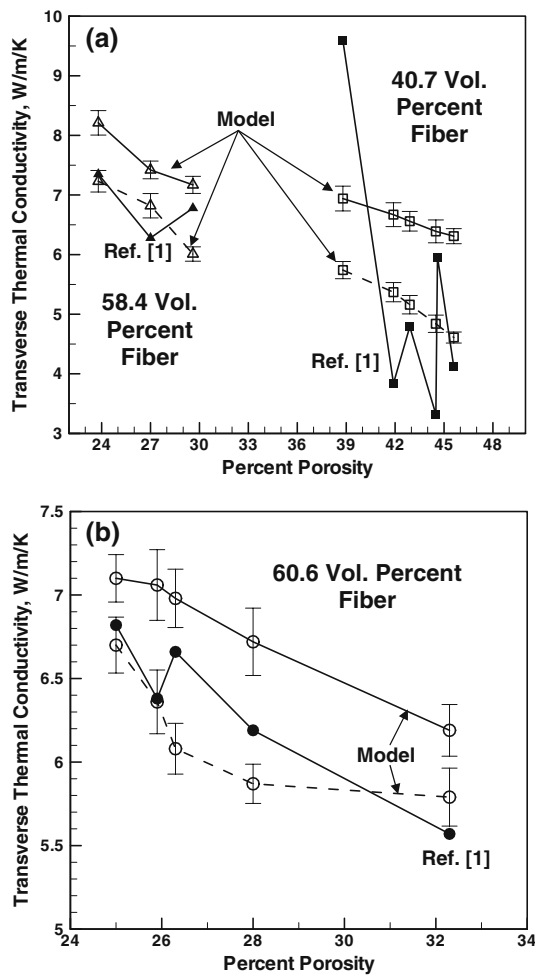 (a)
Transverse Thermal Conductivity, W/m/K
10
9
8
7
6
5
4
3
Model
40.7 Vol.
Percent
Fiber
Ref. [1]
58.4 Vol.
Percent
Fiber
Ref. [1]
24 27 30 33 36 39 42 45 48
Percent Porosity
(b)
Transverse Thermal Conductivity, W/m/K
7.5
7
6.5
6
5.5
5
60.6 Vol. Percent
Fiber
Model
Ref. [1]
24 26 28 30 32 34
Percent Porosity